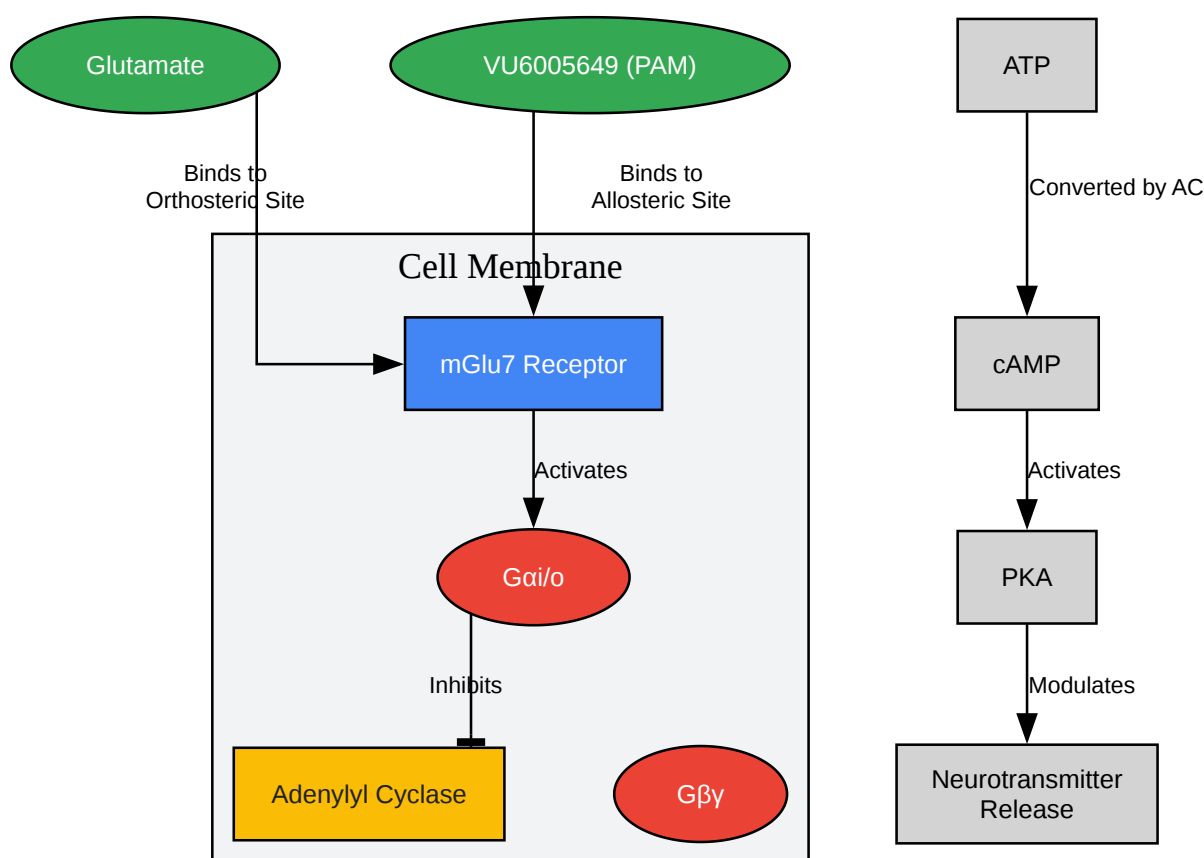 Glutamate
VU6005649 (PAM)
ATP
Binds to
Orthosteric Site
Binds to
Allosteric Site
Converted by AC
Cell Membrane
mGlu7 Receptor
cAMP
Activates
Activates
Gαi/o
PKA
Inhibits
Modulates
Adenylyl Cyclase
Gβγ
Neurotransmitter
Release